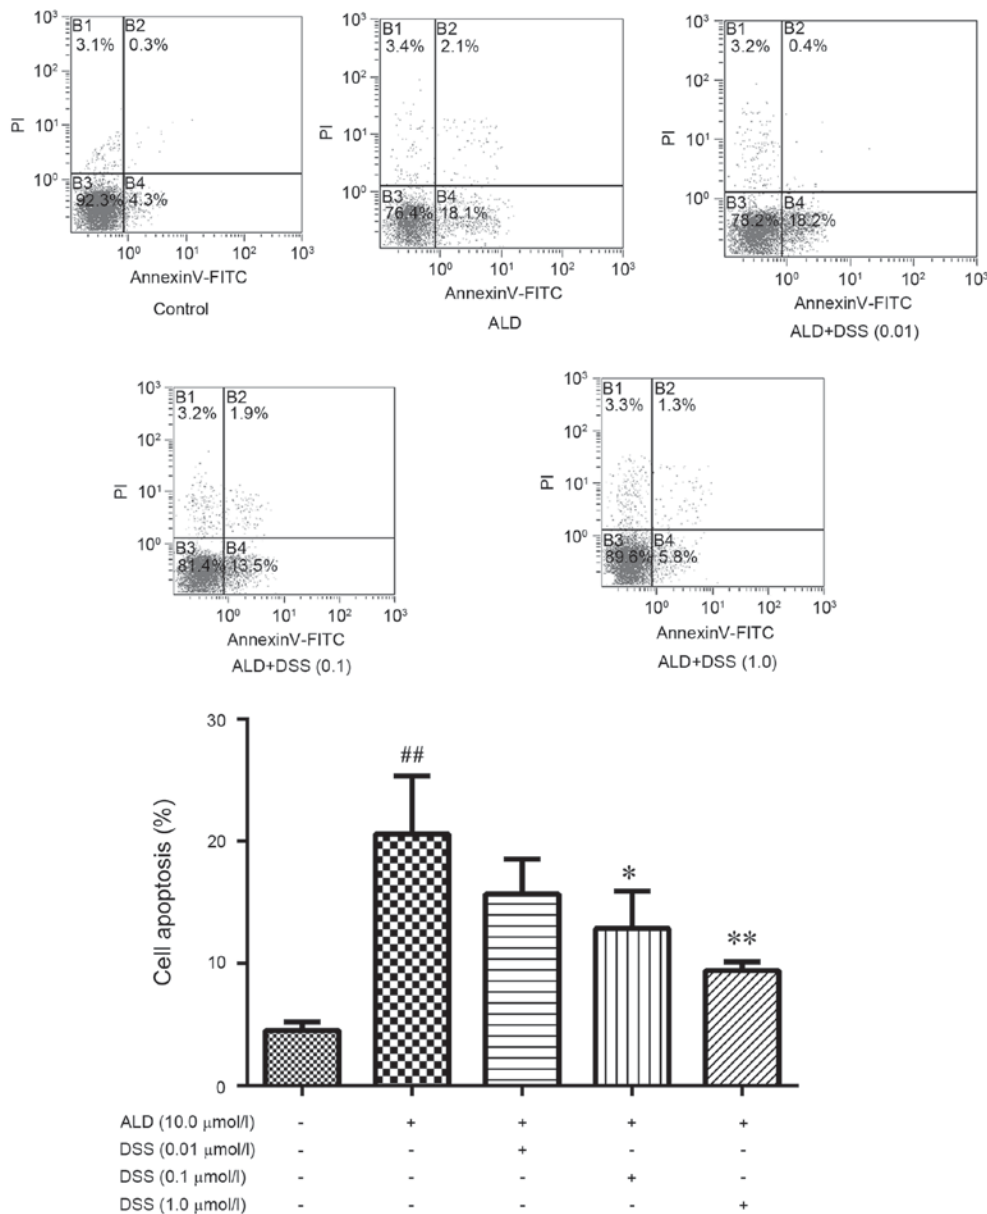 10³
B1 B2
3.1% 0.3%
10²
PI
10¹
10⁰
B3 B4
92.3% 4.3%
10⁰ 10¹ 10² 10³
AnnexinV-FITC
Control
10³
B1 B2
3.4% 2.1%
10²
PI
10¹
10⁰
B3 B4
76.4% 18.1%
10⁰ 10¹ 10² 10³
AnnexinV-FITC
ALD
10³
B1 B2
3.2% 0.4%
10²
PI
10¹
10⁰
B3 B4
78.2% 18.2%
10⁰ 10¹ 10² 10³
AnnexinV-FITC
ALD+DSS (0.01)
10³
B1 B2
3.2% 1.9%
10²
PI
10¹
10⁰
B3 B4
81.4% 13.5%
10⁰ 10¹ 10² 10³
AnnexinV-FITC
ALD+DSS (0.1)
10³
B1 B2
3.3% 1.3%
10²
PI
10¹
10⁰
B3 B4
89.6% 5.8%
10⁰ 10¹ 10² 10³
AnnexinV-FITC
ALD+DSS (1.0)
Cell apoptosis (%)
30
20
10
0
##
*
**
ALD (10.0 μmol/l) - + + + +
DSS (0.01 μmol/l) - - + - -
DSS (0.1 μmol/l) - - - + -
DSS (1.0 μmol/l) - - - - +